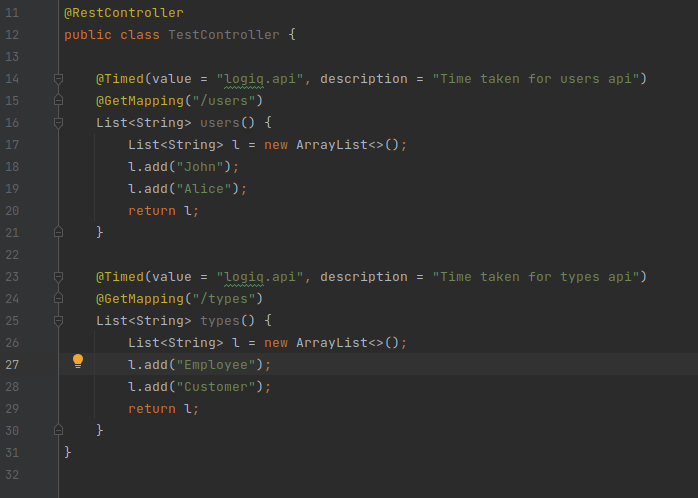 11 @RestController
12 public class TestController {
13
14     @Timed(value = "logiq.api", description = "Time taken for users api")
15     @GetMapping("/users")
16     List<String> users() {
17         List<String> l = new ArrayList<>();
18         l.add("John");
19         l.add("Alice");
20         return l;
21     }
22
23     @Timed(value = "logiq.api", description = "Time taken for types api")
24     @GetMapping("/types")
25     List<String> types() {
26         List<String> l = new ArrayList<>();
27         l.add("Employee");
28         l.add("Customer");
29         return l;
30     }
31 }
32